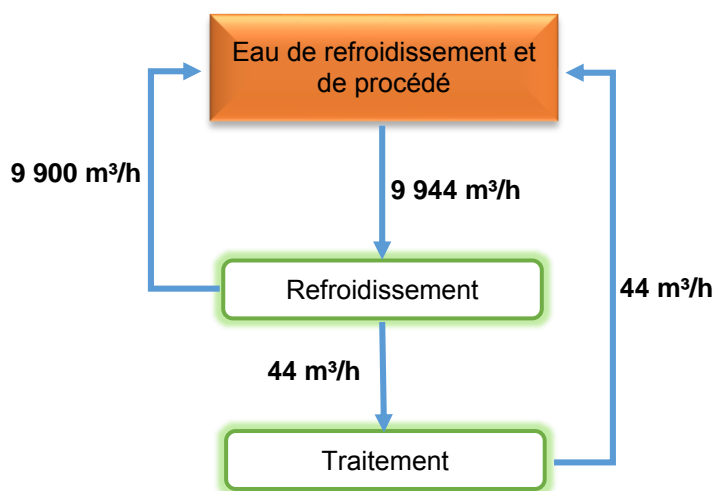 Eau de refroidissement et
de procédé
9 900 m³/h
9 944 m³/h
Refroidissement
44 m³/h
44 m³/h
Traitement